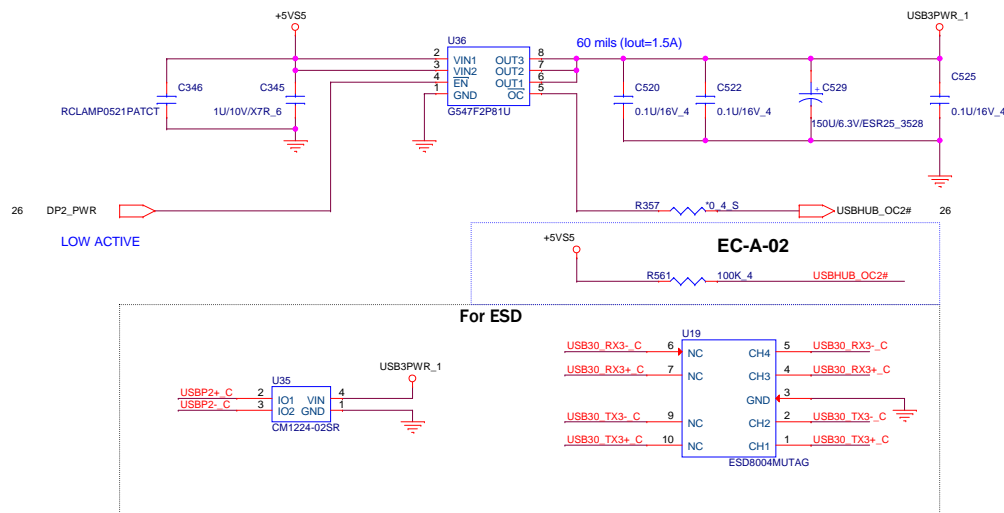 +5VS5
USB3PWR_1
U36
60 mils (Iout=1.5A)
2 VIN1 OUT3 8
3 VIN2 OUT2 7
4 EN OUT1 6
1 GND OC 5
G547F2P81U
C346
RCLAMP0521PATCT
C345
1U/10V/X7R_6
C520
0.1U/16V_4
C522
0.1U/16V_4
+ C529
150U/6.3V/ESR25_3528
C525
0.1U/16V_4
26 DP2_PWR
LOW ACTIVE
R357 *0_4_S USBHUB_OC2# 26
EC-A-02
+5VS5
R561 100K_4 USBHUB_OC2#
For ESD
U35
USB3PWR_1
USBP2+_C 2 IO1 VIN 4
USBP2-_C 3 IO2 GND 1
CM1224-02SR
U19
USB30_RX3-_C 6 NC CH4 5 USB30_RX3-_C
USB30_RX3+_C 7 NC CH3 4 USB30_RX3+_C
GND 3
USB30_TX3-_C 9 NC CH2 2 USB30_TX3-_C
USB30_TX3+_C 10 NC CH1 1 USB30_TX3+_C
ESD8004MUTAG